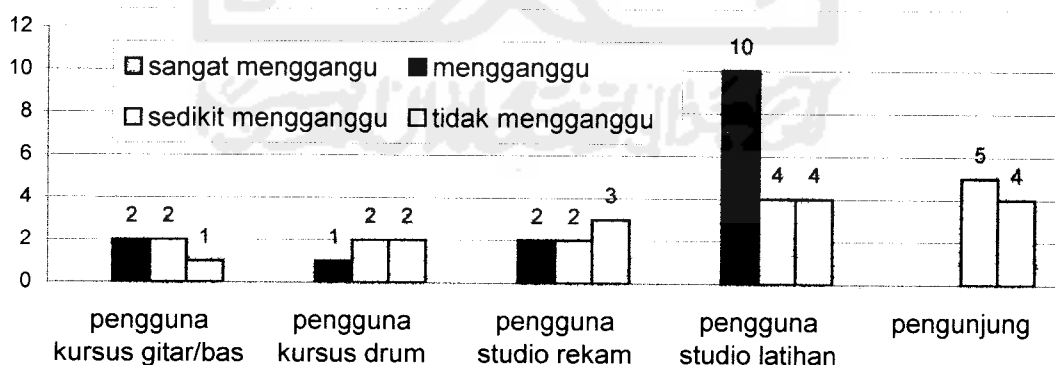 12
10
8
6
4
2
0
sangat menggangu mengganggu
sedikit mengganggu tidak mengganggu
2 2 1
1 2 2
2 2 3
10 4 4
5 4
pengguna kursus gitar/bas
pengguna kursus drum
pengguna studio rekam
pengguna studio latihan
pengunjung